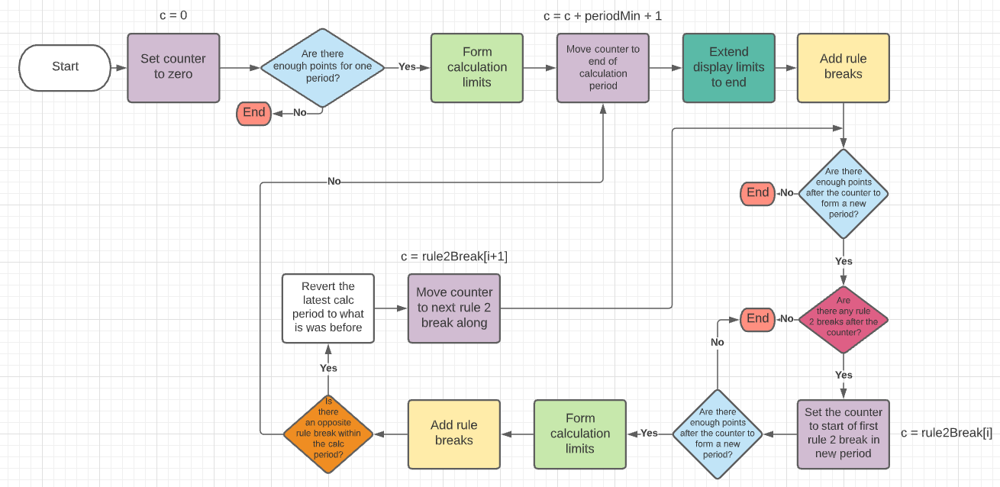 c = 0
c = c + periodMin + 1
Start
Set counter
to zero
Are there
enough points for one
period?
Yes
Form
calculation
limits
Move counter to
end of
calculation
period
Extend
display limits
to end
Add rule
breaks
End
No
No
Are there
enough points
after the counter to
form a new
period?
No
End
Yes
c = rule2Break[i+1]
Revert the
latest calc
period to what
is was before
Move counter
to next rule 2
break along
Are
there any rule
2 breaks after the
counter?
No
End
No
Yes
Yes
Is
there
an opposite
rule break within
the calc
period?
Add rule
breaks
Form
calculation
limits
Yes
Are there
enough points
after the counter to
form a new
period?
Set the counter
to start of first
rule 2 break in
new period
c = rule2Break[i]